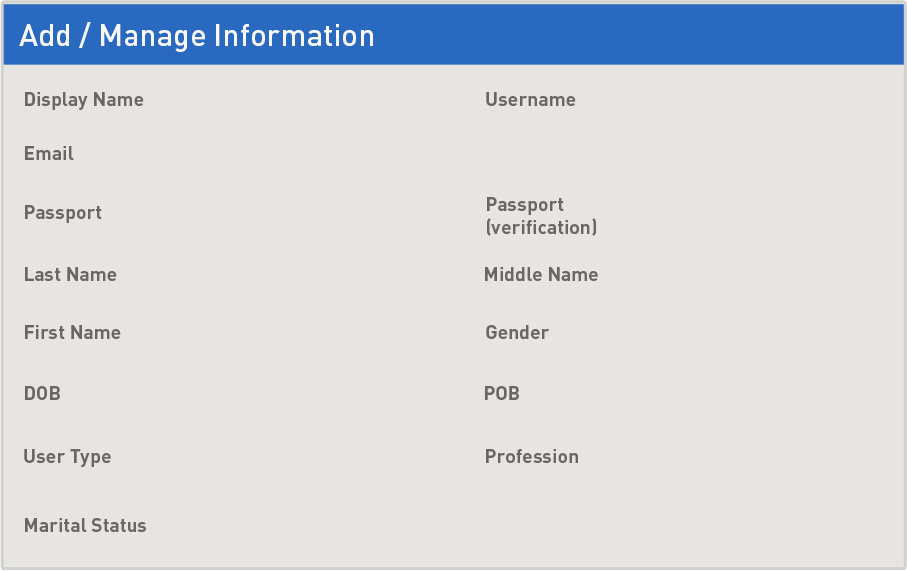 Add / Manage Information
Display Name
Username
Email
Passport
Passport
(verification)
Last Name
Middle Name
First Name
Gender
DOB
POB
User Type
Profession
Marital Status